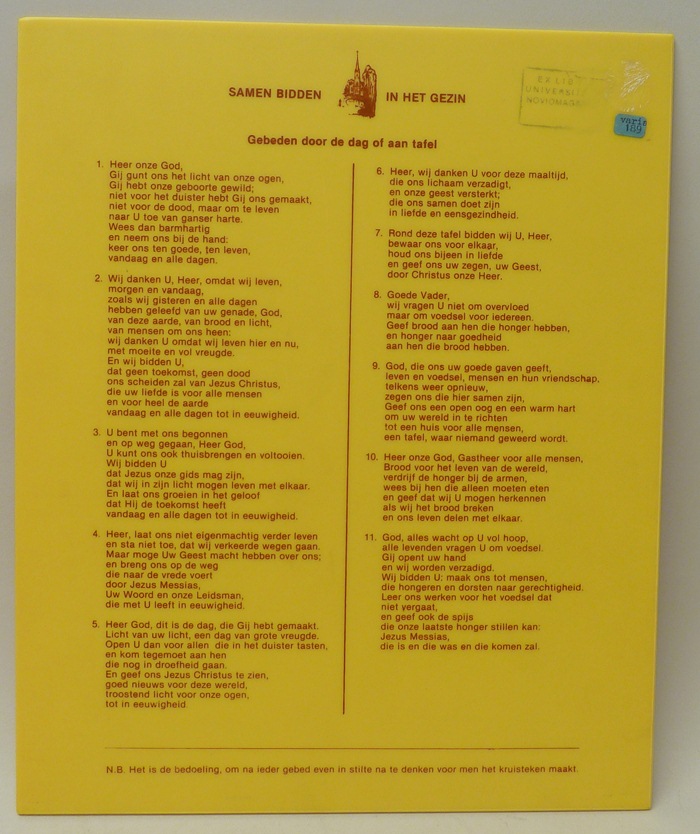 SAMEN BIDDEN IN HET GEZIN
EX LIB
UNIVERSIT
NOVIOMAG
varia
189
Gebeden door de dag of aan tafel
1. Heer onze God,
Gij gunt ons het licht van onze ogen,
Gij hebt onze geboorte gewild;
niet voor het duister hebt Gij ons gemaakt,
niet voor de dood, maar om te leven
naar U toe van ganser harte.
Wees dan barmhartig
en neem ons bij de hand:
keer ons ten goede, ten leven,
vandaag en alle dagen.
2. Wij danken U, Heer, omdat wij leven,
morgen en vandaag,
zoals wij gisteren en alle dagen
hebben geleefd van uw genade, God,
van deze aarde, van brood en licht,
van mensen om ons heen:
wij danken U omdat wij leven hier en nu,
met moeite en vol vreugde.
En wij bidden U,
dat geen toekomst, geen dood
ons scheiden zal van Jezus Christus,
die uw liefde is voor alle mensen
en voor heel de aarde
vandaag en alle dagen tot in eeuwigheid.
3. U bent met ons begonnen
en op weg gegaan, Heer God,
U kunt ons ook thuisbrengen en voltooien.
Wij bidden U
dat Jezus onze gids mag zijn,
dat wij in zijn licht mogen leven met elkaar.
En laat ons groeien in het geloof
dat Hij de toekomst heeft
vandaag en alle dagen tot in eeuwigheid.
4. Heer, laat ons niet eigenmachtig verder leven
en sta niet toe, dat wij verkeerde wegen gaan.
Maar moge Uw Geest macht hebben over ons;
en breng ons op de weg
die naar de vrede voert
door Jezus Messias,
Uw Woord en onze Leidsman,
die met U leeft in eeuwigheid.
5. Heer God, dit is de dag, die Gij hebt gemaakt.
Licht van uw licht, een dag van grote vreugde.
Open U dan voor allen die in het duister tasten,
en kom tegemoet aan hen
die nog in droefheid gaan.
En geef ons Jezus Christus te zien,
goed nieuws voor deze wereld,
troostend licht voor onze ogen,
tot in eeuwigheid
6. Heer, wij danken U voor deze maaltijd,
die ons lichaam verzadigt,
en onze geest versterkt;
die ons samen doet zijn
in liefde en eensgezindheid.
7. Rond deze tafel bidden wij U, Heer,
bewaar ons voor elkaar,
houd ons bijeen in liefde
en geef ons uw zegen, uw Geest,
door Christus onze Heer.
8. Goede Vader,
wij vragen U niet om overvloed
maar om voedsel voor iedereen.
Geef brood aan hen die honger hebben,
en honger naar goedheid
aan hen die brood hebben.
9. God, die ons uw goede gaven geeft,
leven en voedsel, mensen en hun vriendschap.
telkens weer opnieuw,
zegen ons die hier samen zijn,
Geef ons een open oog en een warm hart
om uw wereld in te richten
tot een huis voor alle mensen,
een tafel, waar niemand geweerd wordt.
10. Heer onze God, Gastheer voor alle mensen,
Brood voor het leven van de wereld,
verdrijf de honger bij de armen,
wees bij hen die alleen moeten eten
en geef dat wij U mogen herkennen
als wij het brood breken
en ons leven delen met elkaar.
11. God, alles wacht op U vol hoop,
alle levenden vragen U om voedsel.
Gij opent uw hand
en wij worden verzadigd.
Wij bidden U: maak ons tot mensen,
die hongeren en dorsten naar gerechtigheid.
Leer ons werken voor het voedsel dat
niet vergaat,
en geef ook de spijs
die onze laatste honger stillen kan:
Jezus Messias,
die is en die was en die komen zal.
N.B. Het is de bedoeling, om na ieder gebed even in stilte na te denken voor men het kruisteken maakt.